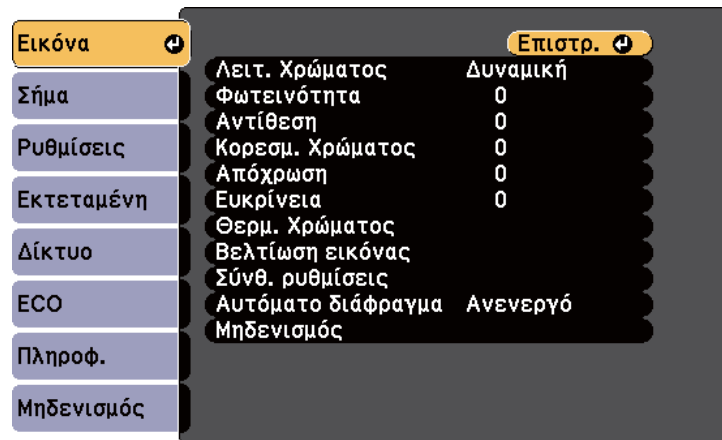 Εικόνα
Σήμα
Ρυθμίσεις
Εκτεταμένη
Δίκτυο
ECO
Πληροφ.
Μηδενισμός
Επιστρ.
Λειτ. Χρώματος Δυναμική
Φωτεινότητα 0
Αντίθεση 0
Κορεσμ. Χρώματος 0
Απόχρωση 0
Ευκρίνεια 0
Θερμ. Χρώματος
Βελτίωση εικόνας
Σύνθ. ρυθμίσεις
Αυτόματο διάφραγμα Ανενεργό
Μηδενισμός